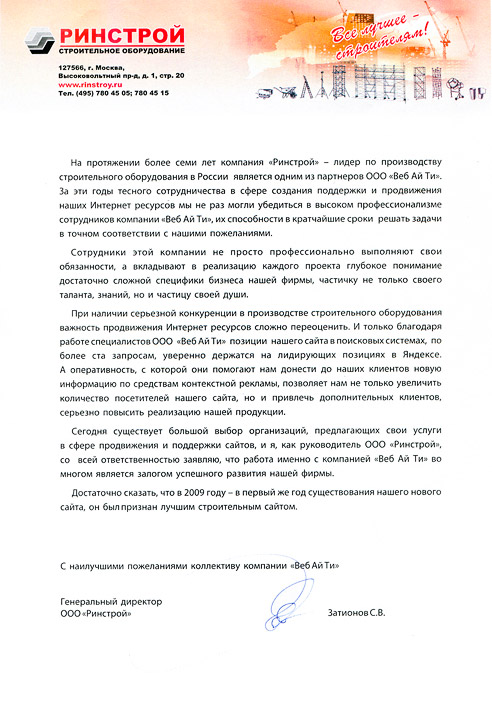 РИНСТРОЙ
СТРОИТЕЛЬНОЕ ОБОРУДОВАНИЕ
Всё лучшее -
строителям!
127566, г. Москва,
Высоковольтный пр-д, д. 1, стр. 20
www.rinstroy.ru
Тел. (495) 780 45 05; 780 45 15
На протяжении более семи лет компания «Ринстрой» – лидер по производству
строительного оборудования в России является одним из партнеров ООО «Веб Ай Ти».
За эти годы тесного сотрудничества в сфере создания поддержки и продвижения
наших Интернет ресурсов мы не раз могли убедиться в высоком профессионализме
сотрудников компании «Веб Ай Ти», их способности в кратчайшие сроки решать задачи
в точном соответствии с нашими пожеланиями.
Сотрудники этой компании не просто профессионально выполняют свои
обязанности, а вкладывают в реализацию каждого проекта глубокое понимание
достаточно сложной специфики бизнеса нашей фирмы, частичку не только своего
таланта, знаний, но и частицу своей души.
При наличии серьезной конкуренции в производстве строительного оборудования
важность продвижения Интернет ресурсов сложно переоценить. И только благодаря
работе специалистов ООО «Веб Ай Ти» позиции нашего сайта в поисковых системах, по
более ста запросам, уверенно держатся на лидирующих позициях в Яндексе.
А оперативность, с которой они помогают нам донести до наших клиентов новую
информацию по средствам контекстной рекламы, позволяет нам не только увеличить
количество посетителей нашего сайта, но и привлечь дополнительных клиентов,
серьезно повысить реализацию нашей продукции.
Сегодня существует большой выбор организаций, предлагающих свои услуги
в сфере продвижения и поддержки сайтов, и я, как руководитель ООО «Ринстрой»,
со всей ответственностью заявляю, что работа именно с компанией «Веб Ай Ти» во
многом является залогом успешного развития нашей фирмы.
Достаточно сказать, что в 2009 году – в первый же год существования нашего нового
сайта, он был признан лучшим строительным сайтом.
С наилучшими пожеланиями коллективу компании «Веб Ай Ти»
Генеральный директор
ООО «Ринстрой» Затионов С.В.